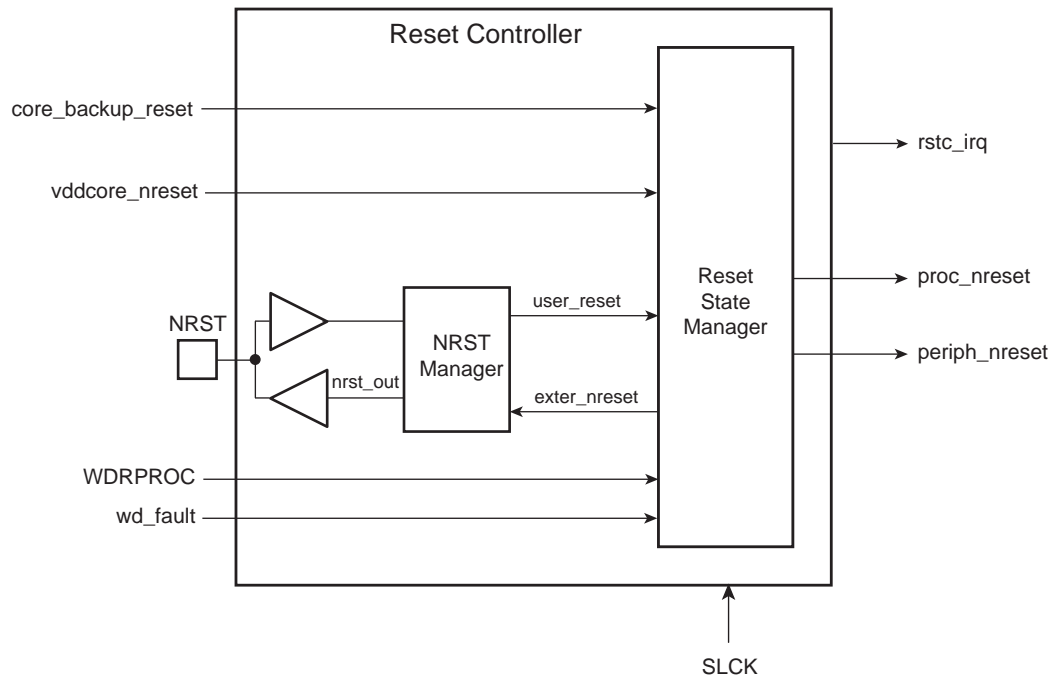 Reset Controller
core_backup_reset
rstc_irq
vddcore_nreset
Reset
State
Manager
proc_nreset
NRST
user_reset
NRST
Manager
periph_nreset
nrst_out
exter_nreset
WDRPROC
wd_fault
SLCK